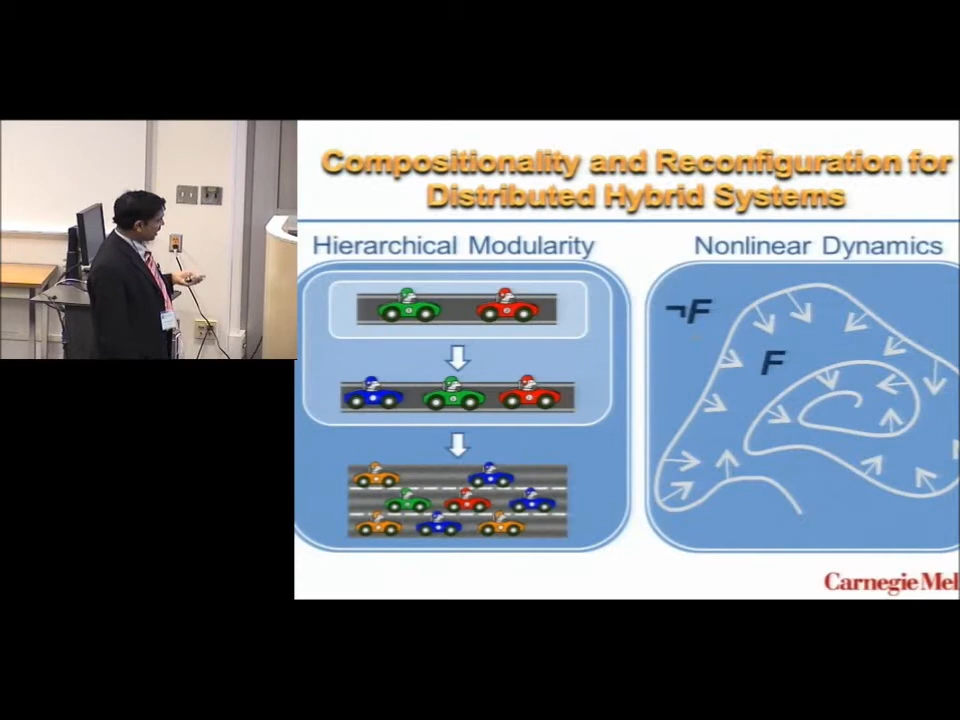 Compositionality and Reconfiguration for
Distributed Hybrid Systems
Hierarchical Modularity
Nonlinear Dynamics
¬F
F
Carnegie Mel